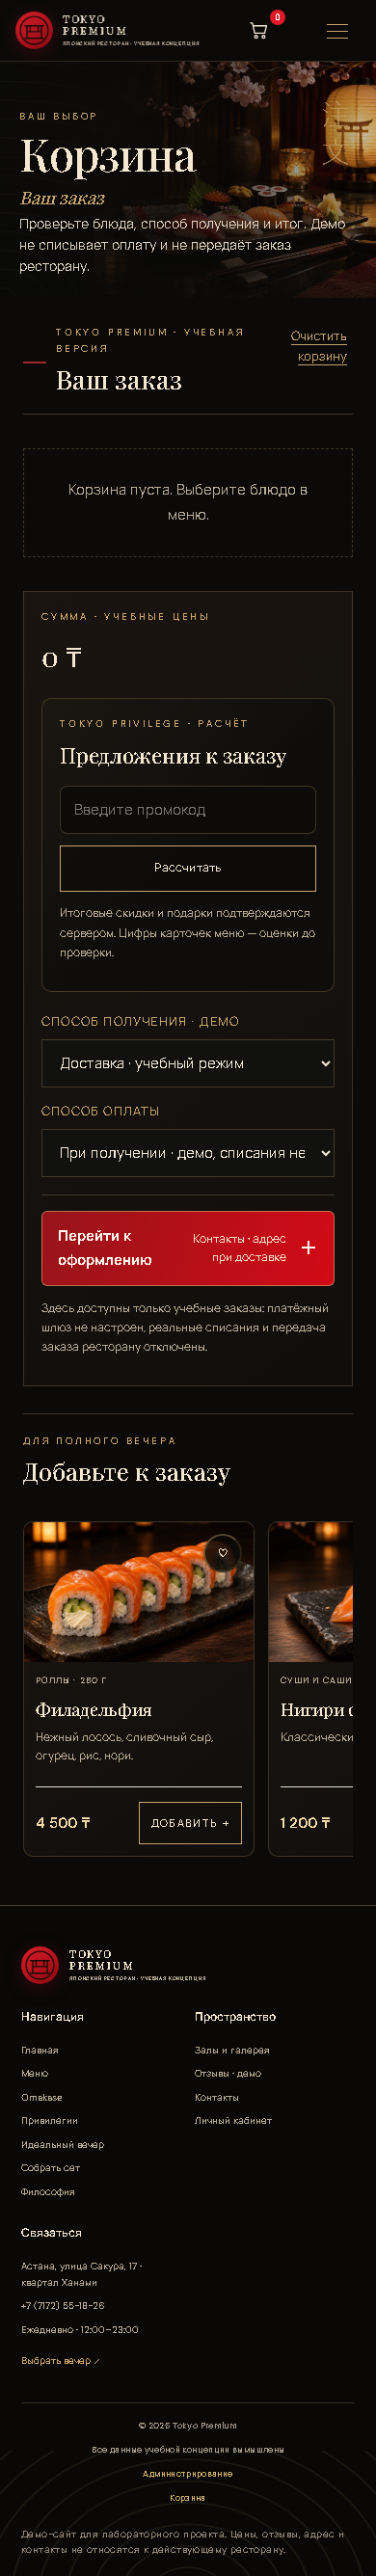 TOKYO
PREMIUM
ЯПОНСКИЙ РЕСТОРАН · УЧЕБНАЯ КОНЦЕПЦИЯ
0
ВАШ ВЫБОР
Корзина
Ваш заказ
Проверьте блюда, способ получения и итог. Демо
не списывает оплату и не передаёт заказ
ресторану.
TOKYO PREMIUM · УЧЕБНАЯ
ВЕРСИЯ
Ваш заказ
Очистить
корзину
Корзина пуста. Выберите блюдо в
меню.
СУММА · УЧЕБНЫЕ ЦЕНЫ
0 ₸
TOKYO PRIVILEGE · РАСЧЁТ
Предложения к заказу
Введите промокод
Рассчитать
Итоговые скидки и подарки подтверждаются
сервером. Цифры карточек меню — оценки до
проверки.
СПОСОБ ПОЛУЧЕНИЯ · ДЕМО
Доставка · учебный режим
СПОСОБ ОПЛАТЫ
При получении · демо, списания не
Перейти к
оформлению
Контакты · адрес
при доставке
+
Здесь доступны только учебные заказы: платёжный
шлюз не настроен, реальные списания и передача
заказа ресторану отключены.
ДЛЯ ПОЛНОГО ВЕЧЕРА
Добавьте к заказу
РОЛЛЫ · 280 Г
Филадельфия
Нежный лосось, сливочный сыр,
огурец, рис, нори.
4 500 ₸
ДОБАВИТЬ +
СУШИ И САШИ
Нигири с
Классически
1 200 ₸
TOKYO
PREMIUM
ЯПОНСКИЙ РЕСТОРАН · УЧЕБНАЯ КОНЦЕПЦИЯ
Навигация
Главная
Меню
Omakase
Привилегии
Идеальный вечер
Собрать сет
Философия
Пространство
Залы и галерея
Отзывы · демо
Контакты
Личный кабинет
Связаться
Астана, улица Сакура, 17 ·
квартал Ханами
+7 (7172) 55-18-26
Ежедневно · 12:00–23:00
Выбрать вечер
© 2026 Tokyo Premium
Все данные учебной концепции вымышлены
Администрирование
Корзина
Демо-сайт для лабораторного проекта. Цены, отзывы, адрес и
контакты не относятся к действующему ресторану.